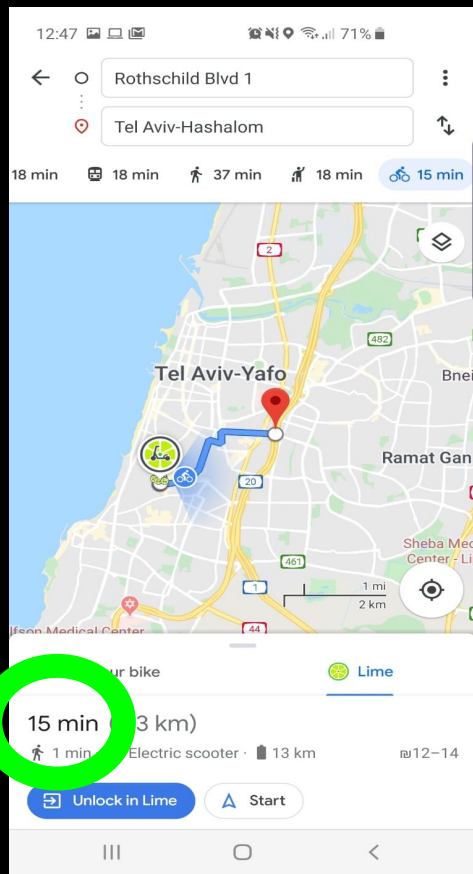 12:47 71%
Rothschild Blvd 1
Tel Aviv-Hashalom
18 min 18 min 37 min 18 min 15 min
2
482
Tel Aviv-Yafo
Bnei
Ramat Gan
20
Sheba Med
Center - Li
461
1
1 mi
2 km
lfson Medical Center
44
ur bike Lime
15 min 3 km)
1 min Electric scooter · 13 km ₪12–14
Unlock in Lime Start